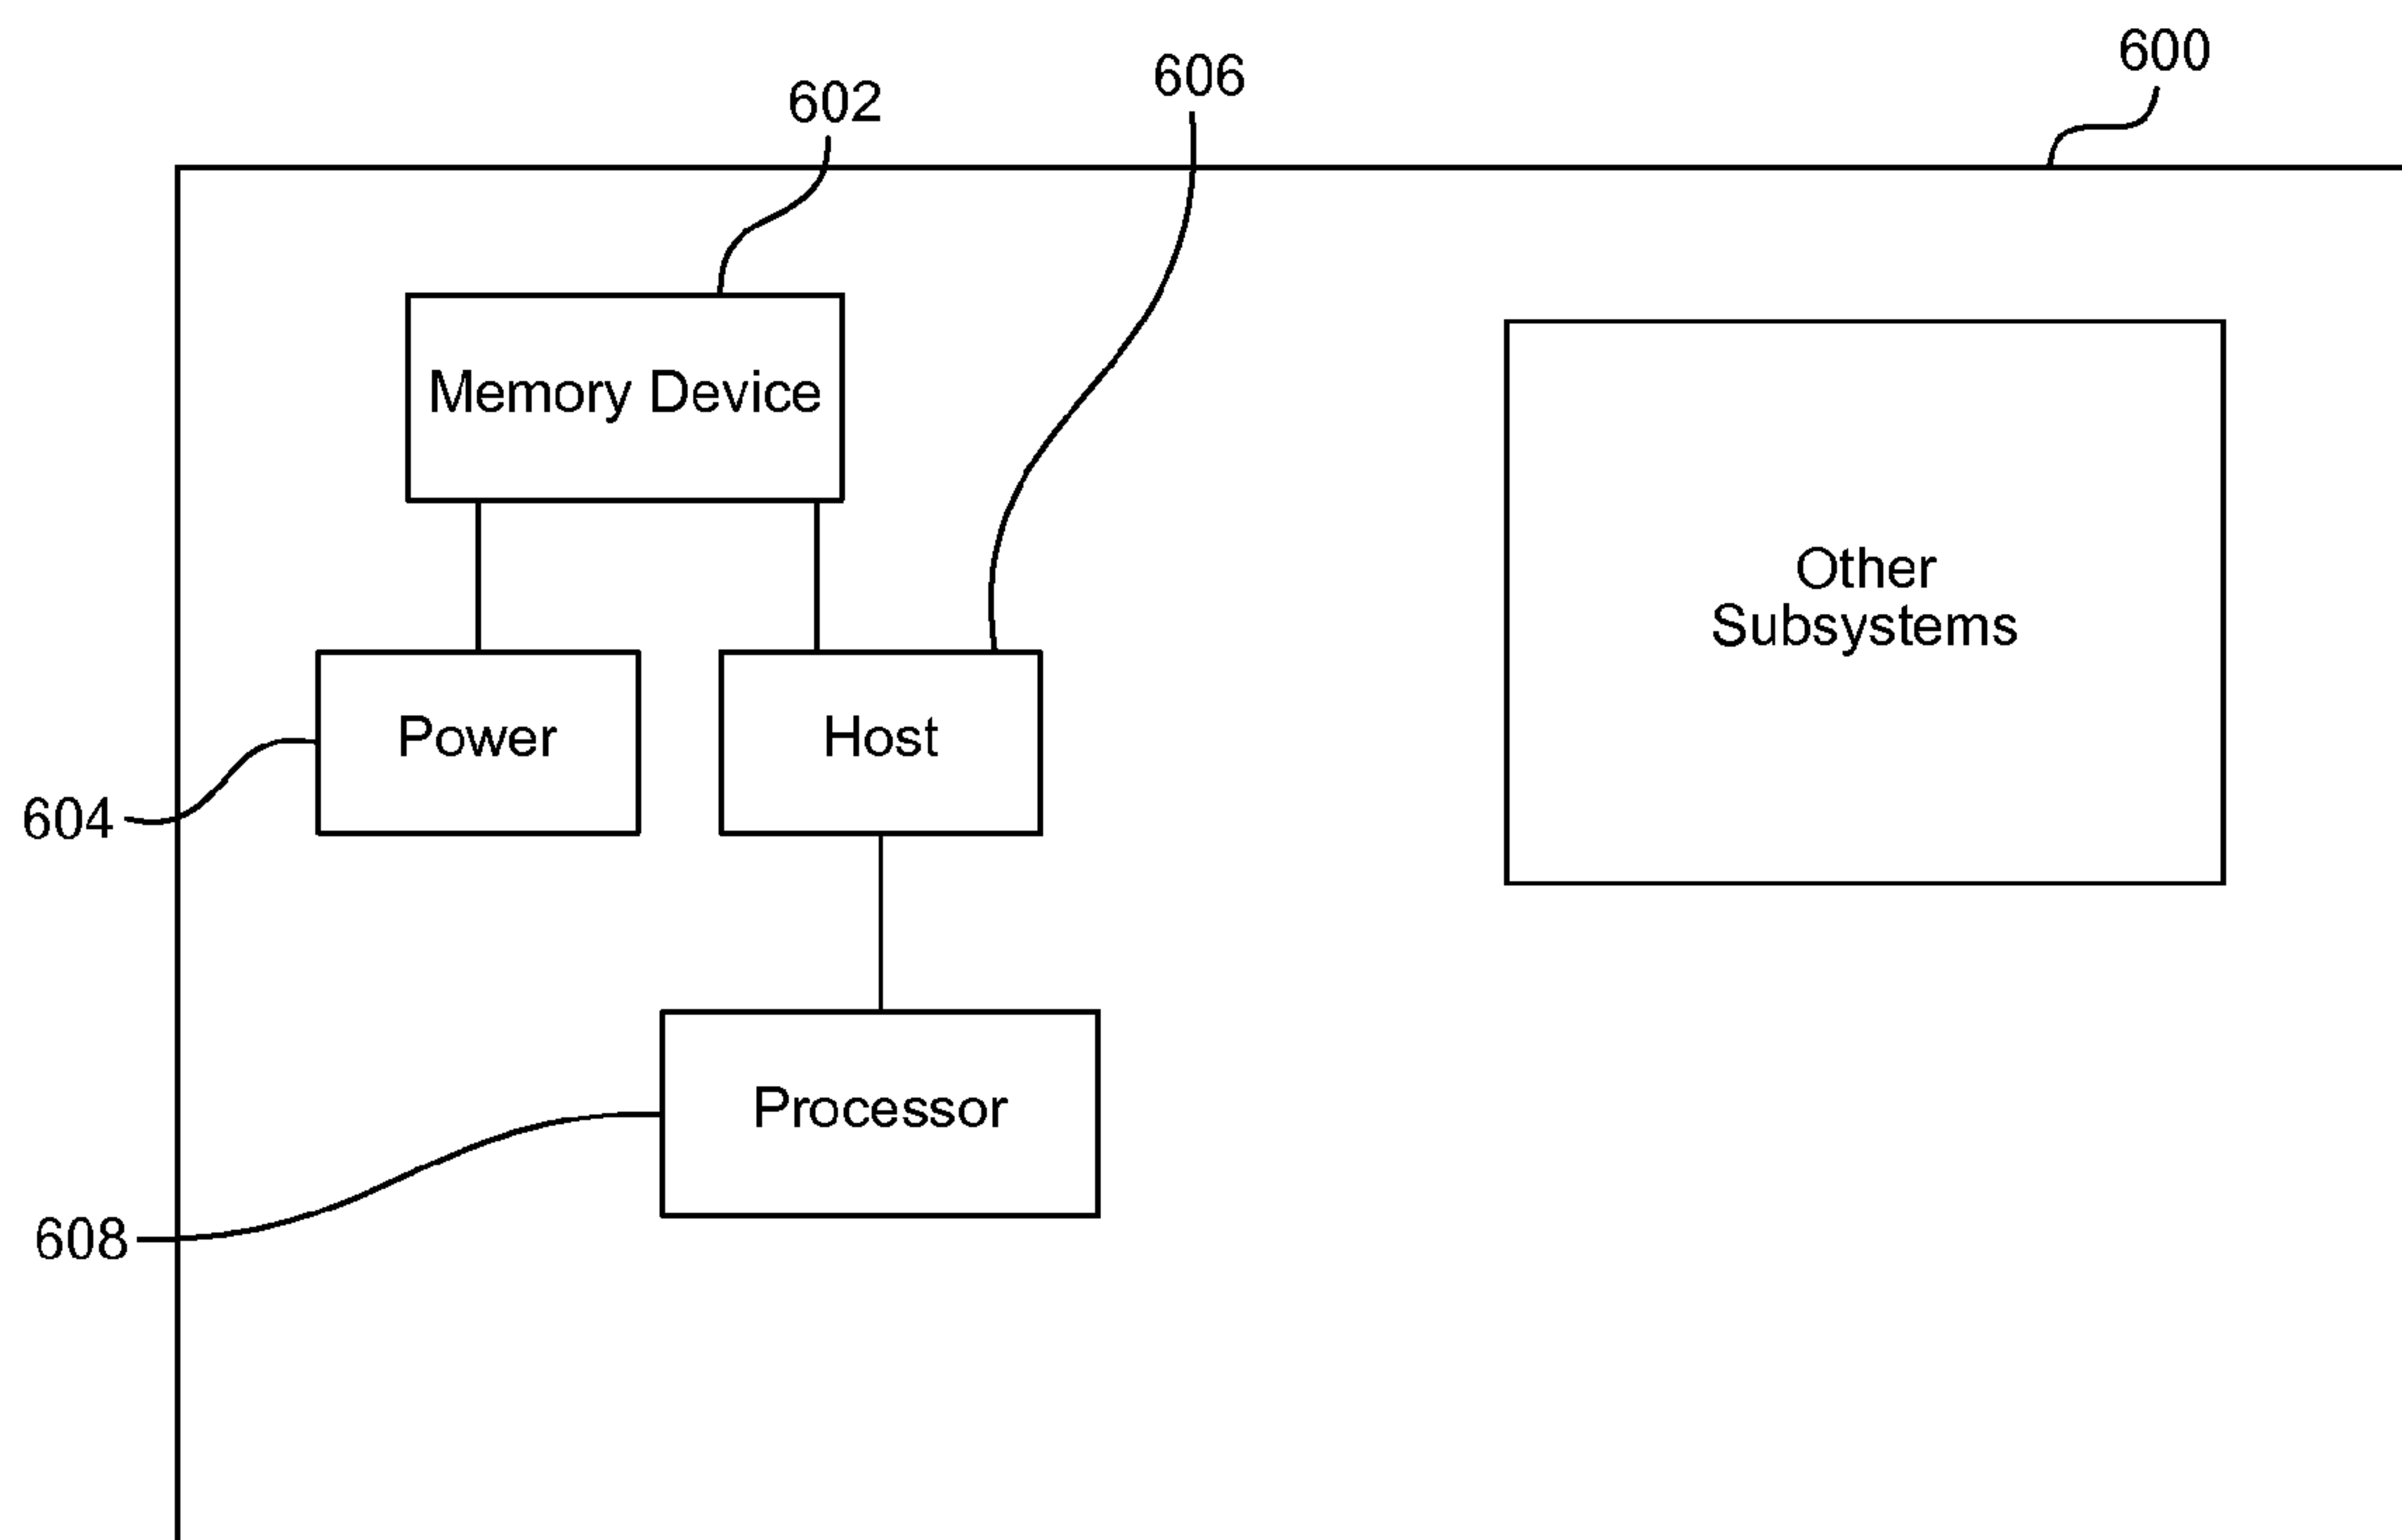 600
606
602
Memory Device
Other
Subsystems
Power
Host
604
Processor
608